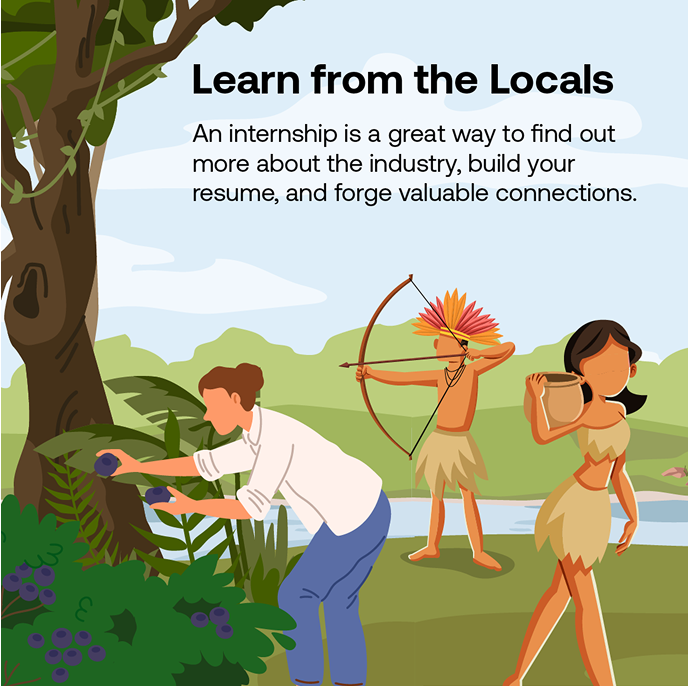 Learn from the Locals
An internship is a great way to find out
more about the industry, build your
resume, and forge valuable connections.